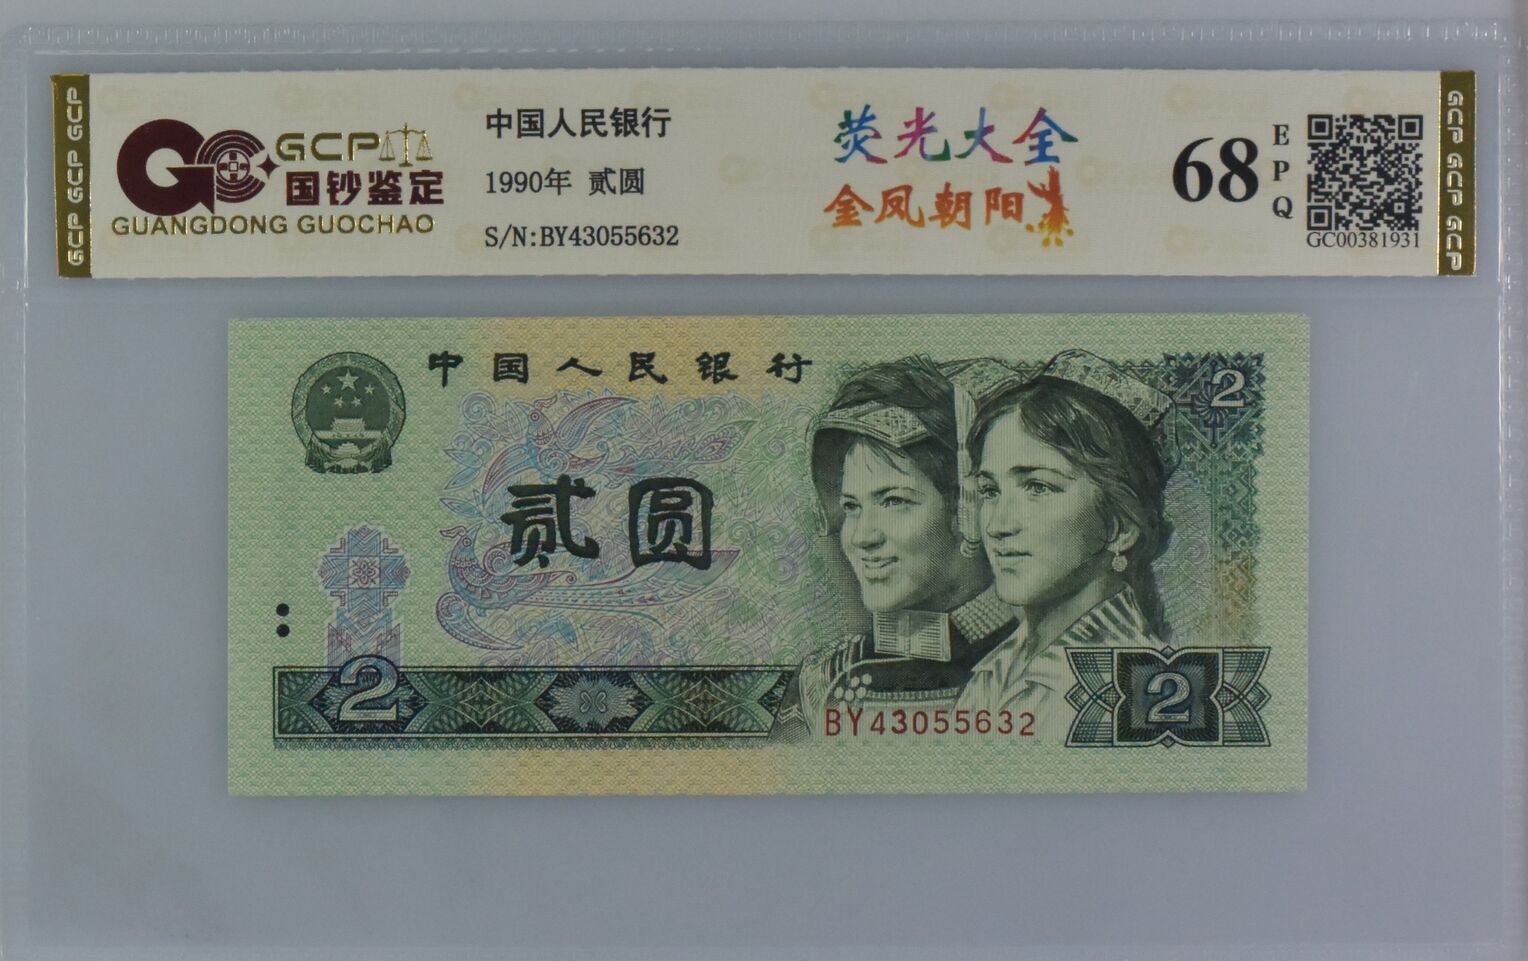 GCP GCP GCP
GCP
国钞鉴定
GUANGDONG GUOCHAO
中国人民银行
1990年 贰圆
S/N:BY43055632
荧光大全
金凤朝阳
68
EPQ
GC00381931
GCP GCP GCP
中国人民银行
2
贰圆
2
2
BY43055632